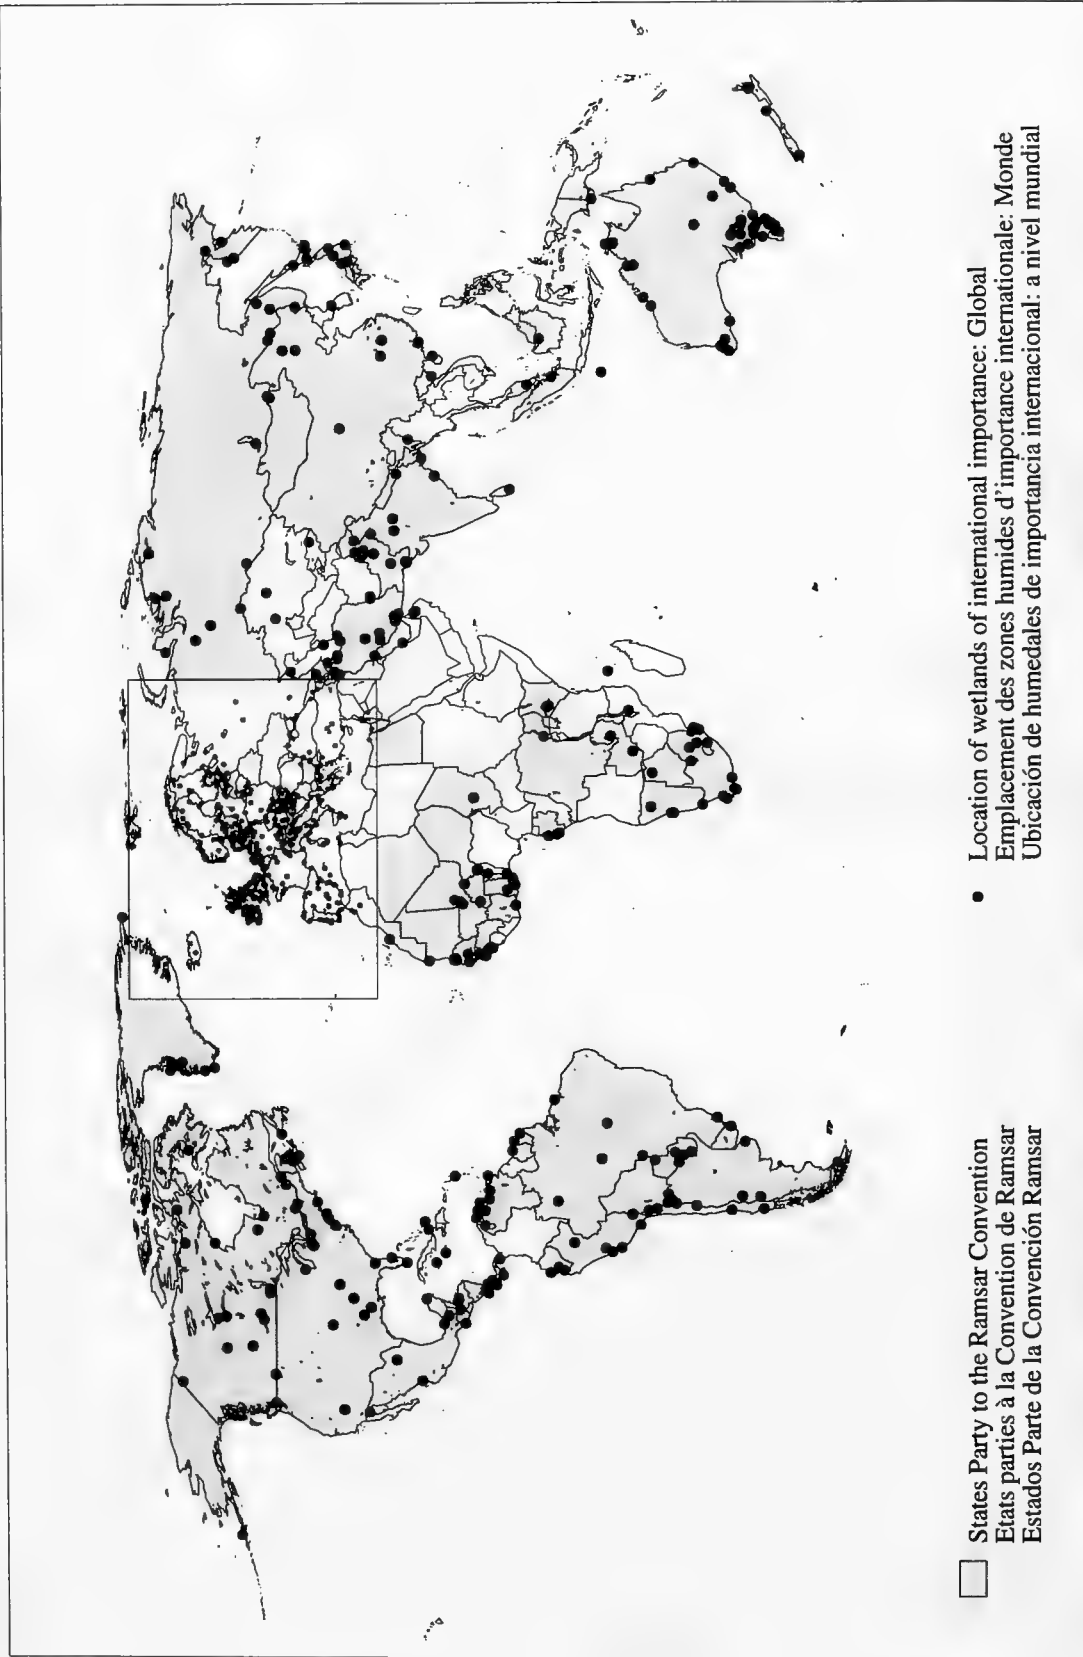 States Party to the Ramsar Convention
Etats parties à la Convention de Ramsar
Estados Parte de la Convención Ramsar
Location of wetlands of international importance: Global
Emplacement des zones humides d'importance internationale: Monde
Ubicación de humedales de importancia internacional: a nivel mundial